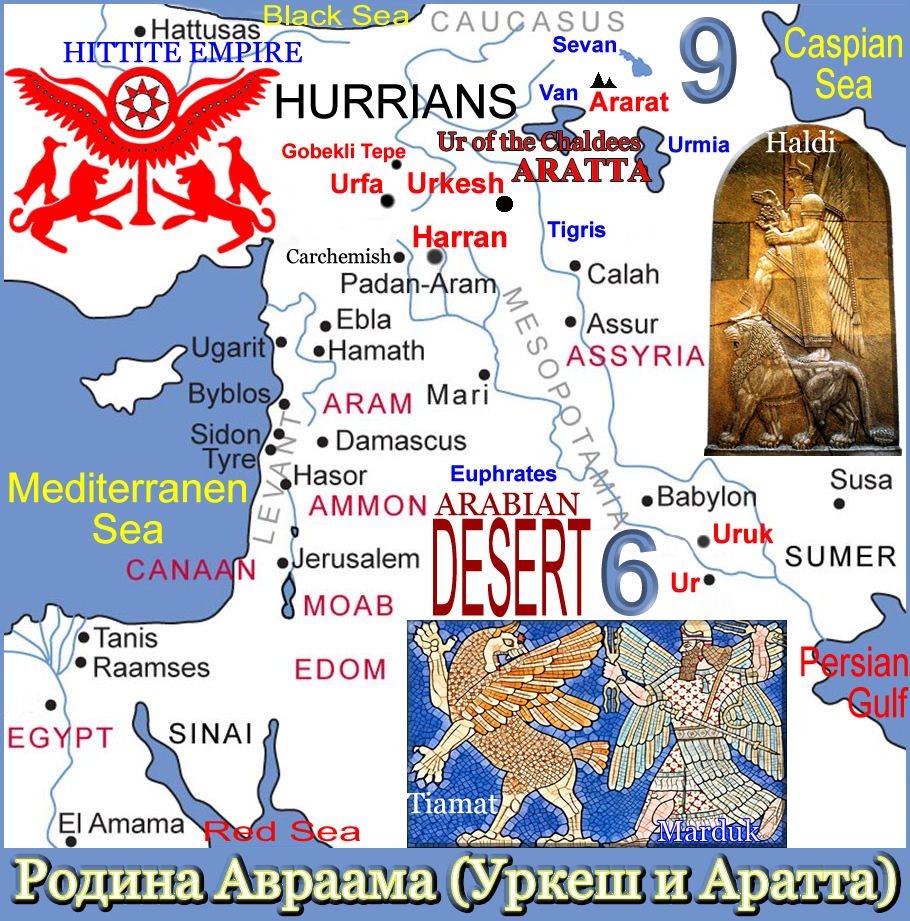 Black Sea
CAUCASUS
Hattusas
HITTITE EMPIRE
Sevan
9
Caspian
Sea
HURRIANS
Van
Ararat
Ur of the Chaldees
ARATTA
Urmia
Haldi
Gobekli Tepe
Urfa
Urkesh
Harran
Tigris
Carchemish
Padan-Aram
Calah
Ebla
Ugarit
Hamath
Assur
ASSYRIA
MESOPOTAMIA
Byblos
ARAM
Mari
Sidon
Tyre
Damascus
LEVANT
Hasor
Euphrates
Mediterranen
Sea
AMMON
ARABIAN
DESERT
Babylon
Susa
Uruk
SUMER
6
Jerusalem
CANAAN
Ur
MOAB
Tanis
Raamses
EDOM
Persian
Gulf
EGYPT
SINAI
Tiamat
Marduk
El Amama
Red Sea
Родина Авраама (Уркеш и Аратта)